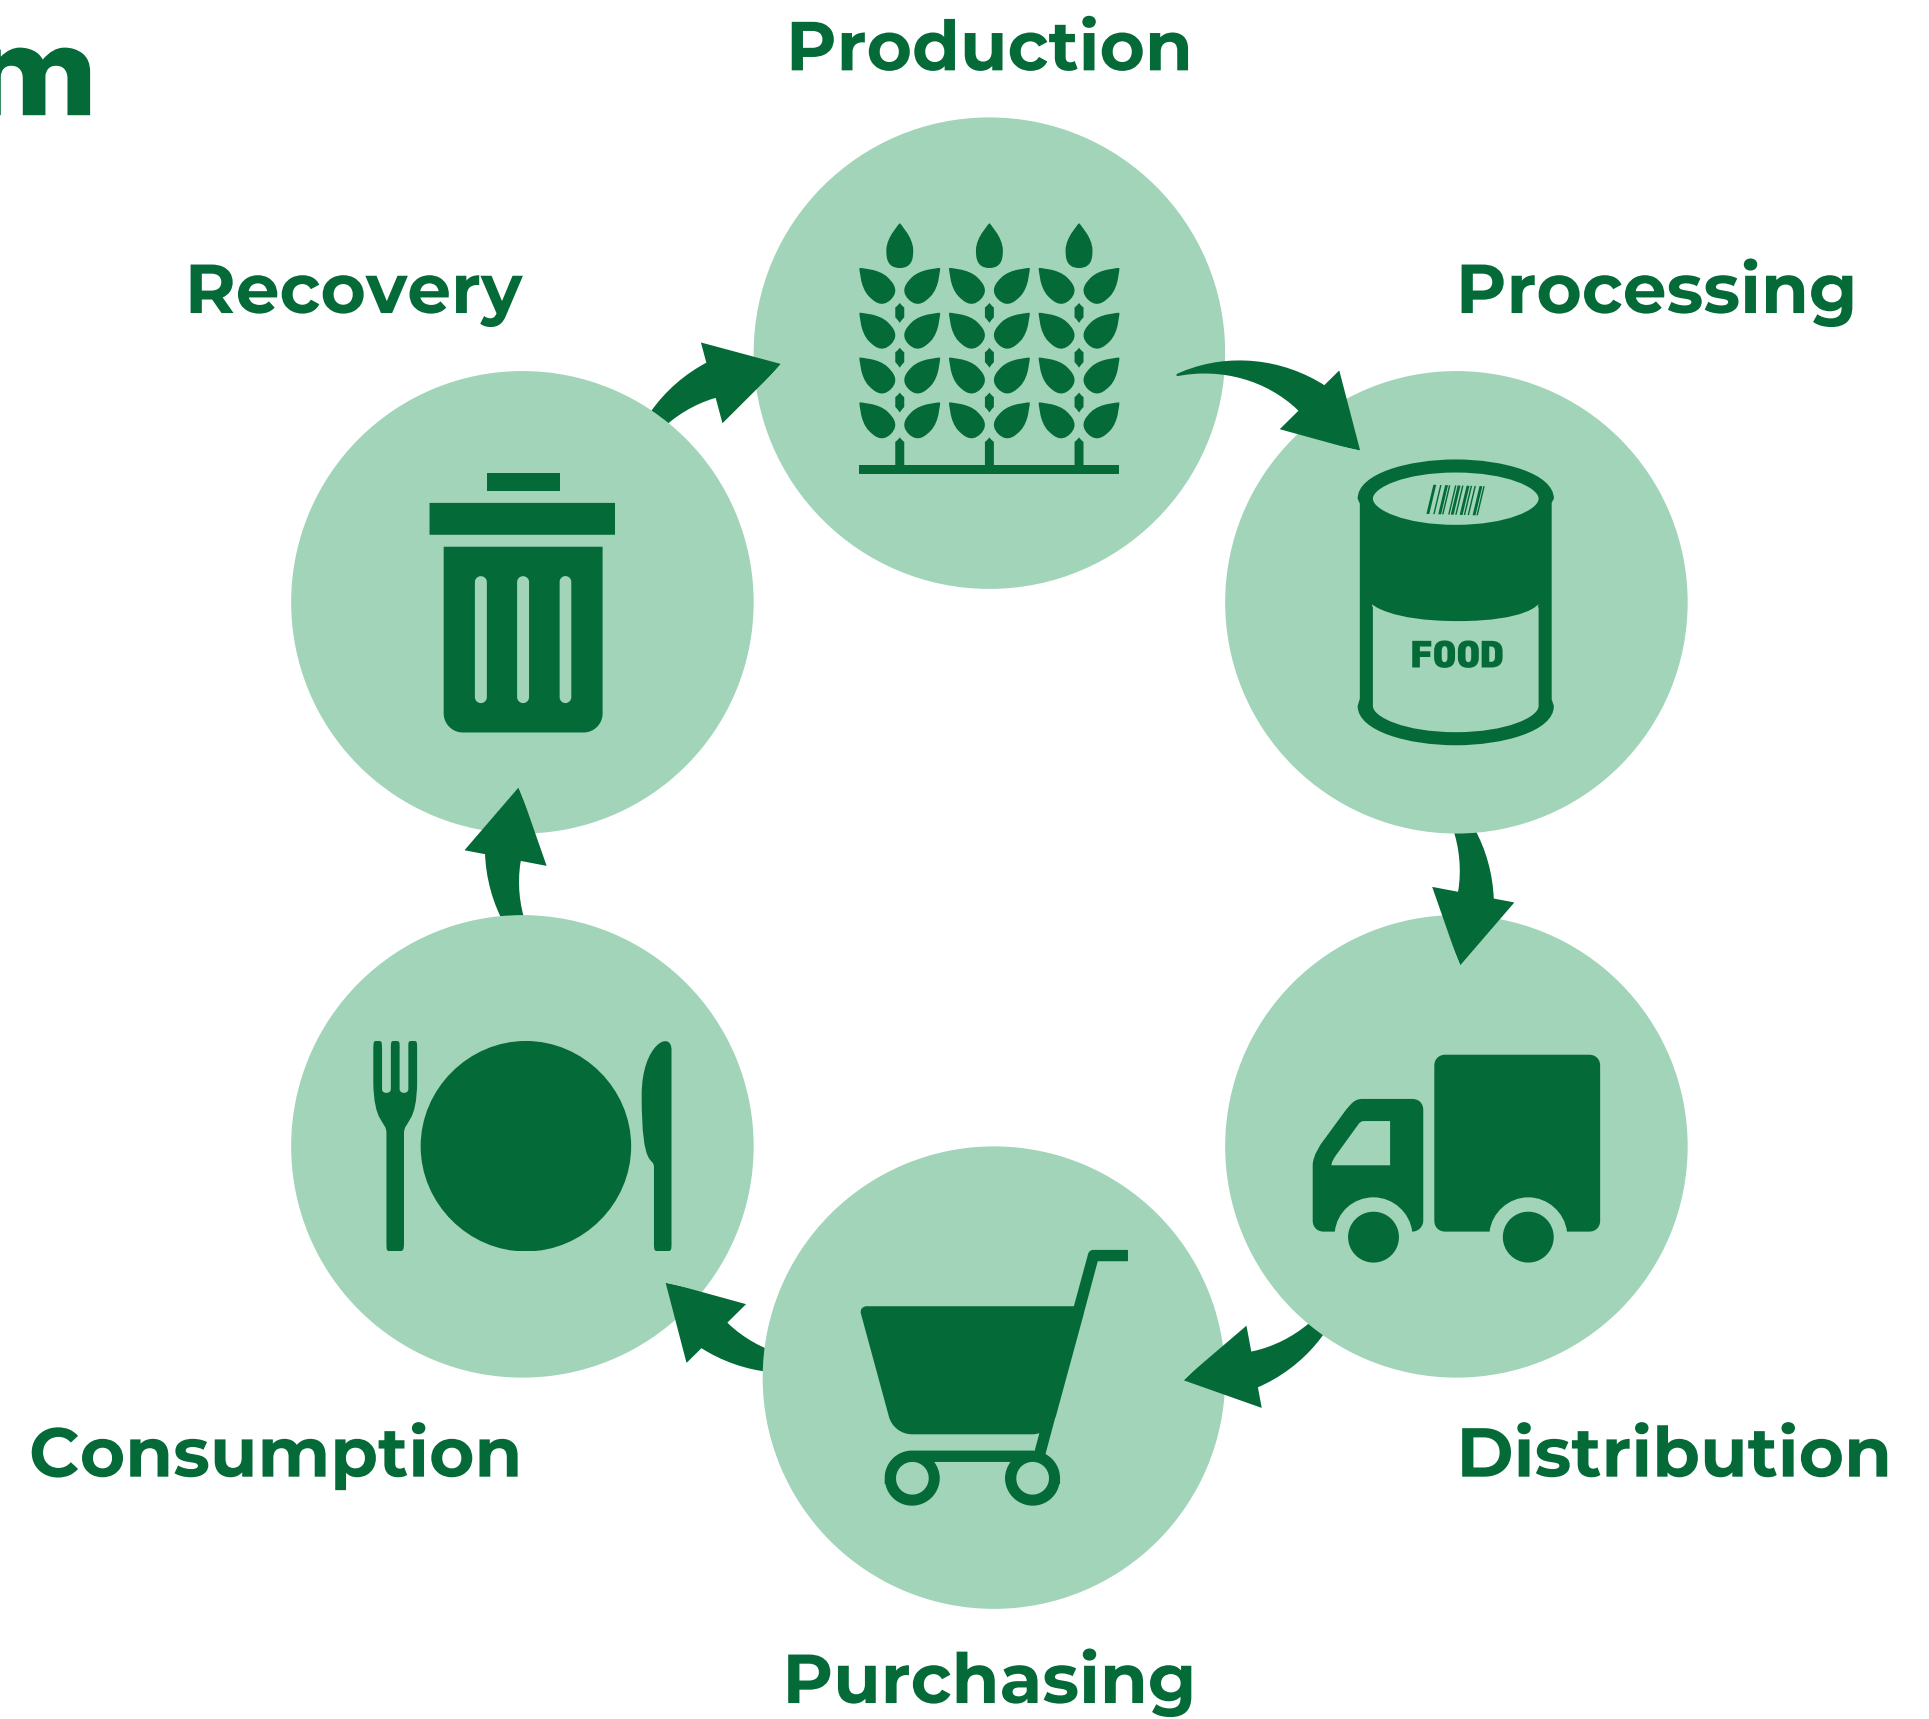 m
Production
Recovery
Processing
FOOD
Consumption
Distribution
Purchasing